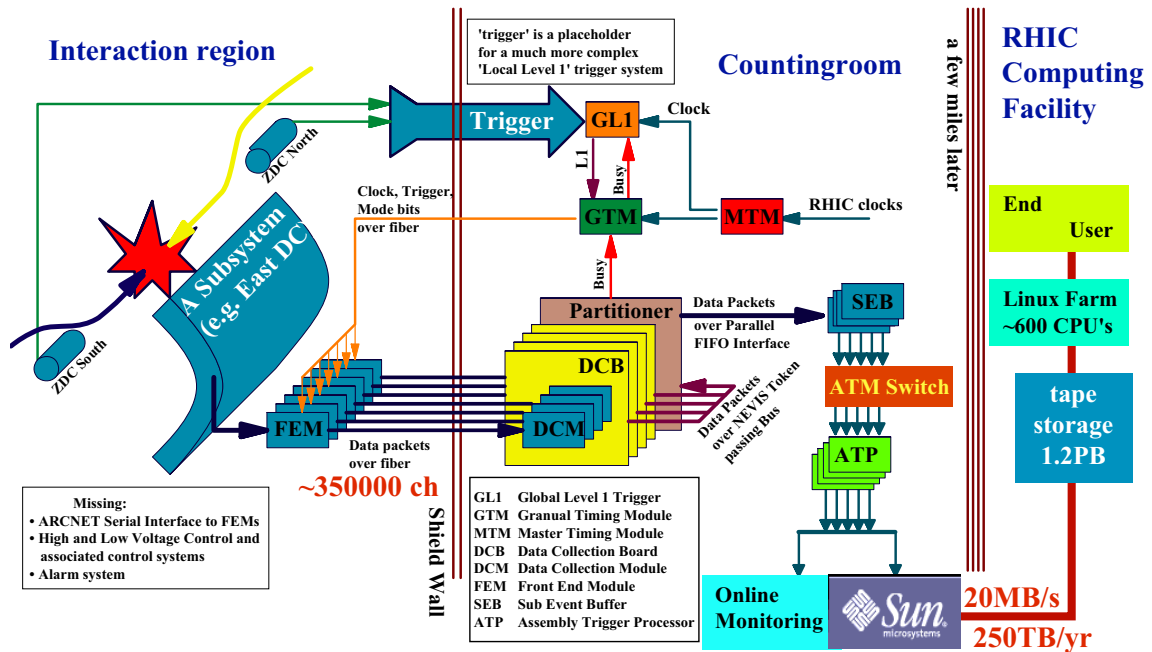 Interaction region
'trigger' is a placeholder
for a much more complex
'Local Level 1' trigger system
Countingroom
a few miles later
RHIC
Computing
Facility
Trigger
GL1
Clock
ZDC North
L1
Busy
Clock, Trigger,
Mode bits
over fiber
GTM
MTM
RHIC clocks
End
User
A Subsystem
(e.g. East DC
Busy
Partitioner
Data Packets
over Parallel
FIFO Interface
SEB
Linux Farm
~600 CPU's
ZDC South
DCB
ATM Switch
Data Packets
over NEVIS Token
passing Bus
tape
storage
1.2PB
FEM
DCM
Data packets
over fiber
ATP
~350000 ch
Missing:
• ARCNET Serial Interface to FEMs
• High and Low Voltage Control and
associated control systems
• Alarm system
Shield Wall
GL1 Global Level 1 Trigger
GTM Granual Timing Module
MTM Master Timing Module
DCB Data Collection Board
DCM Data Collection Module
FEM Front End Module
SEB Sub Event Buffer
ATP Assembly Trigger Processor
Online
Monitoring
Sun
microsystems
20MB/s
250TB/yr